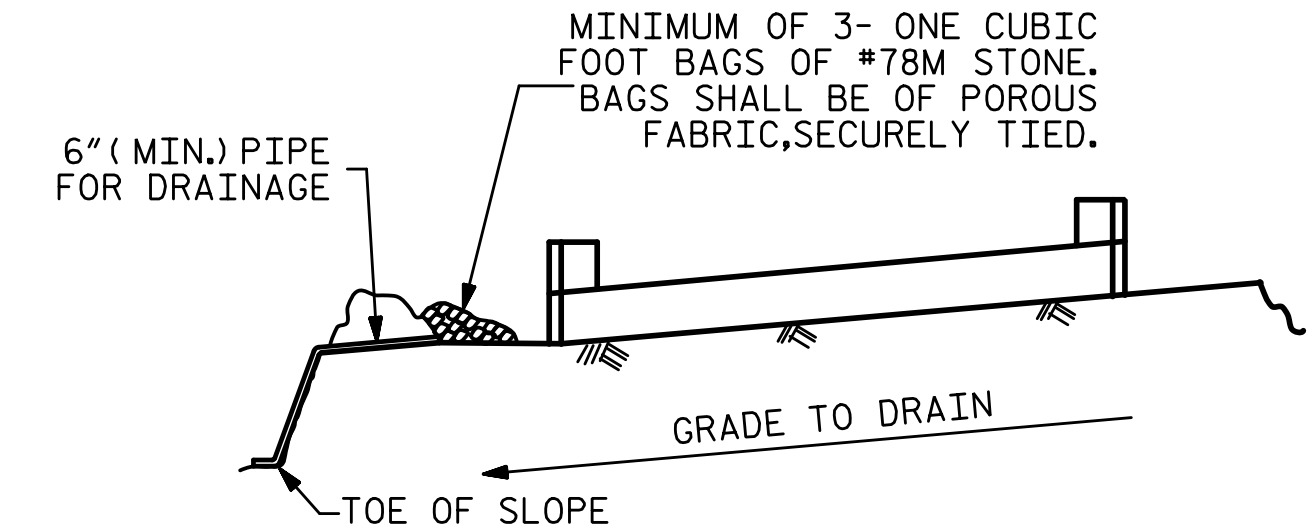 MINIMUM OF 3- ONE CUBIC
FOOT BAGS OF #78M STONE.
BAGS SHALL BE OF POROUS
FABRIC,SECURELY TIED.
6"(MIN.) PIPE
FOR DRAINAGE
GRADE TO DRAIN
TOE OF SLOPE